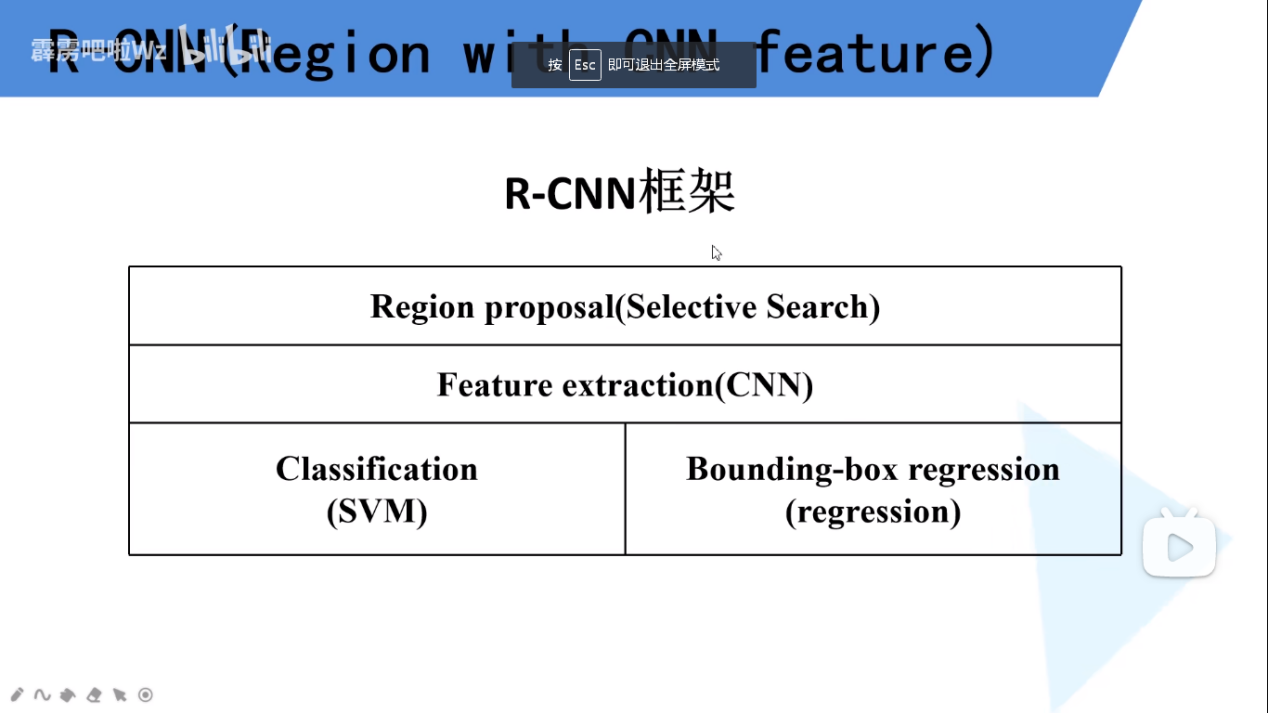 R-CNN(Region with CNN feature)
霹雳吧啦Wz bilibili
按 Esc 即可退出全屏模式
R-CNN框架
Region proposal(Selective Search)
Feature extraction(CNN)
Classification
(SVM)
Bounding-box regression
(regression)